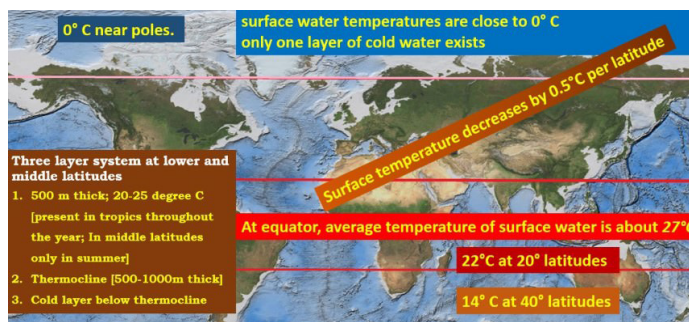 0° C near poles.
surface water temperatures are close to 0° C
only one layer of cold water exists
Surface temperature decreases by 0.5°C per latitude
Three layer system at lower and
middle latitudes
1. 500 m thick; 20-25 degree C
[present in tropics throughout
the year; In middle latitudes
only in summer]
2. Thermocline [500-1000m thick]
3. Cold layer below thermocline
At equator, average temperature of surface water is about 27°
22°C at 20° latitudes
14° C at 40° latitudes